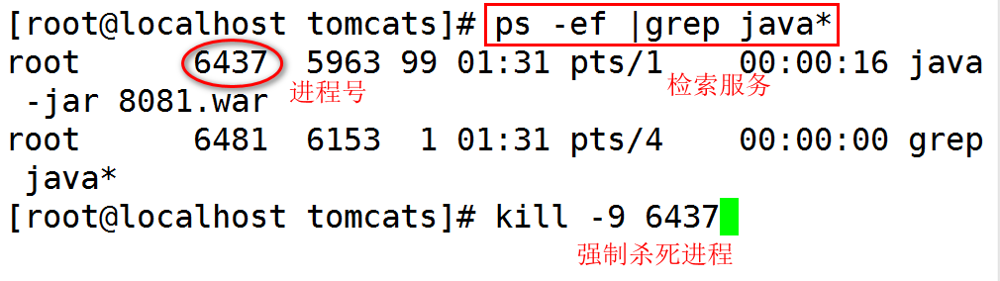 [root@localhost tomcats]# ps -ef |grep java*
root      6437  5963 99 01:31 pts/1    00:00:16 java
进程号 检索服务
-jar 8081.war
root      6481  6153  1 01:31 pts/4    00:00:00 grep
java*
[root@localhost tomcats]# kill -9 6437
强制杀死进程